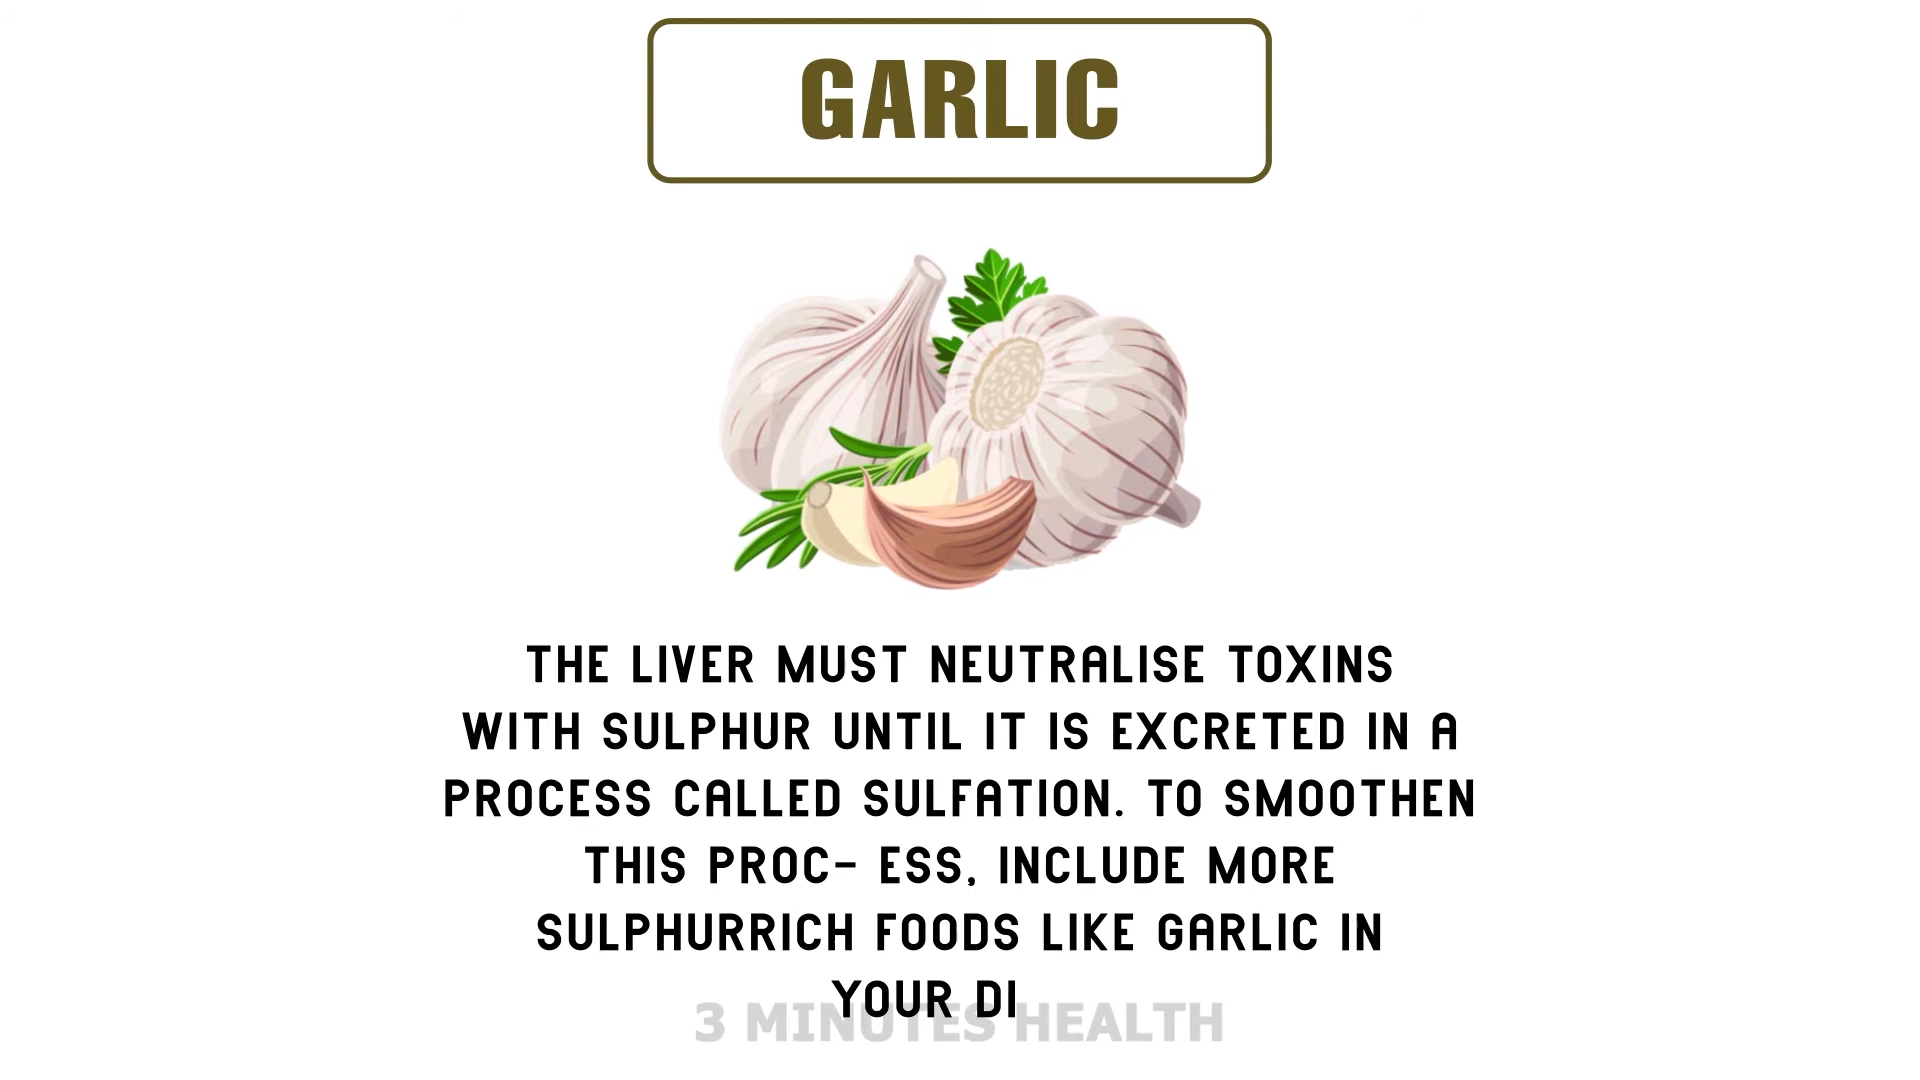 GARLIC
THE LIVER MUST NEUTRALISE TOXINS
WITH SULPHUR UNTIL IT IS EXCRETED IN A
PROCESS CALLED SULFATION. TO SMOOTHEN
THIS PROC- ESS, INCLUDE MORE
SULPHURRICH FOODS LIKE GARLIC IN
YOUR DI
3 MINUTES HEALTH